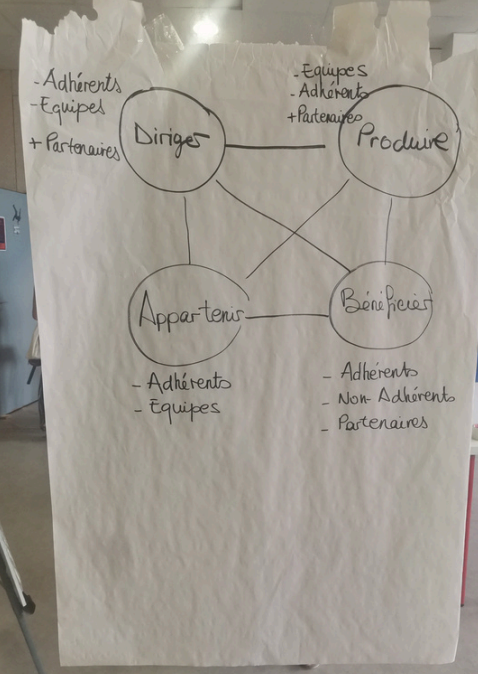 - Adhérents
- Equipes
+ Partenaires
Diriger
- Equipes
- Adhérents
+ Partenaires
Produire
Appartenir
- Adhérents
- Equipes
Bénéficier
- Adhérents
- Non-Adhérents
- Partenaires